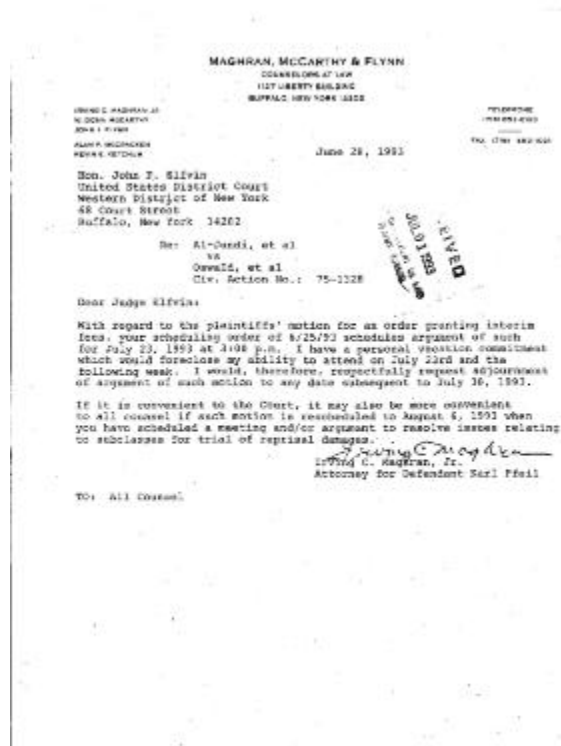 MAGHRAN, McCARTHY & FLYNN
COUNSELORS AT LAW
1127 LIBERTY BUILDING
BUFFALO, NEW YORK 14202
TELEPHONE
June 28, 1993
Hon. John F. Elfvin
United States District Court
Western District of New York
68 Court Street
Buffalo, New York 14202
Re: Al-Jundi, et al
vs
Oswald, et al
Civ. Action No.: 75-132E
JUL 01 1993
Dear Judge Elfvin:
With regard to the plaintiffs' motion for an order granting interim
fees, your scheduling order of 6/25/93 schedules argument of such
for July 23, 1993 at 3:00 p.m. I have a personal vacation commitment
which would foreclose my ability to attend on July 23rd and the
following week. I would, therefore, respectfully request adjournment
of argument of such motion to any date subsequent to July 30, 1993.
If it is convenient to the Court, it may also be more convenient
to all counsel if such motion is rescheduled to August 6, 1993 when
you have scheduled a meeting and/or argument to resolve issues relating
to subclasses for trial of reprisal damages.
Irving C. Maghran, Jr.
Attorney for Defendant Karl Pfeil
TO: All Counsel